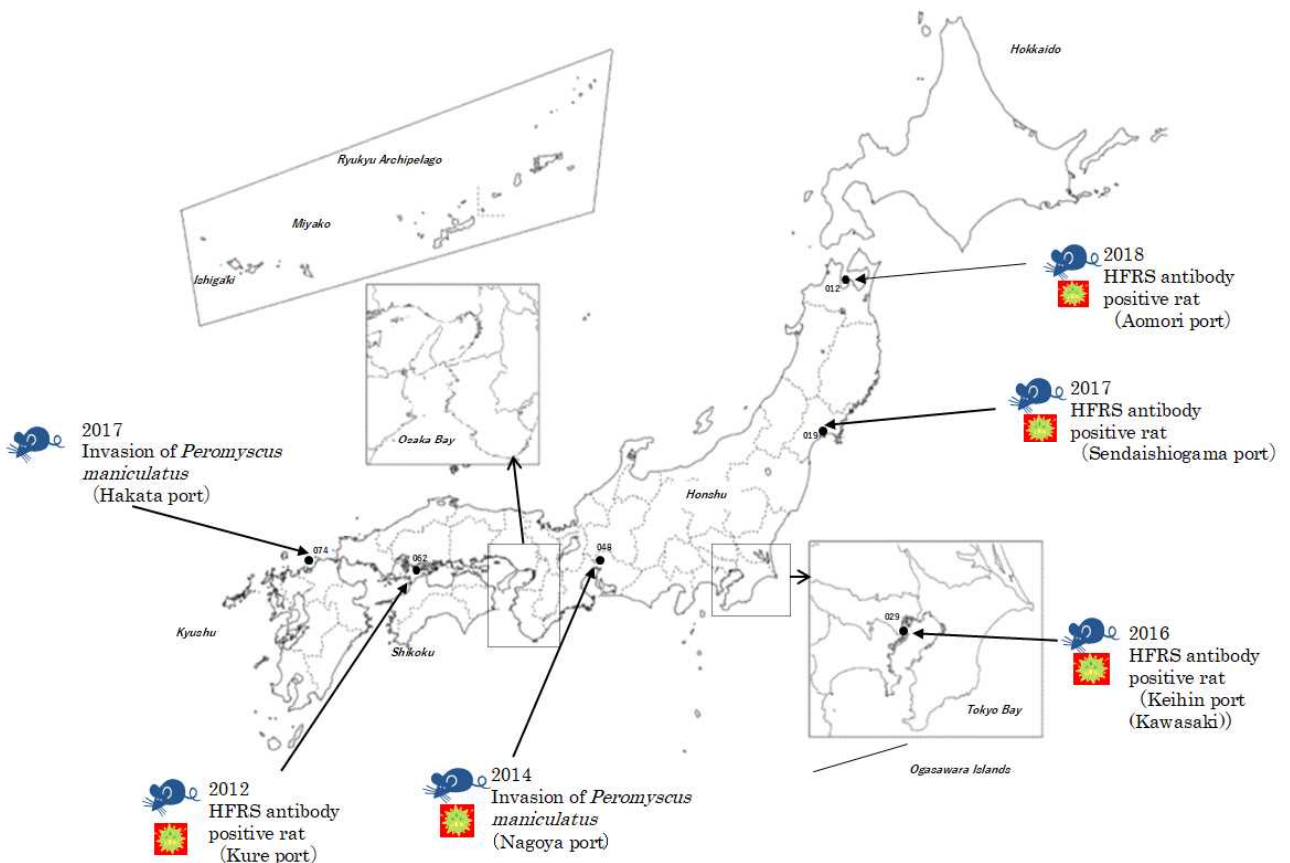 Hokkaido
Ryukyu Archipelago
Miyako
Ishigaki
2018
HFRS antibody
positive rat
(Aomori port)
012
2017
HFRS antibody
positive rat
(Sendaishiogama port)
019
Osaka Bay
2017
Invasion of Peromyscus
maniculatus
(Hakata port)
Honshu
074
062
048
029
Kyushu
Shikoku
2016
HFRS antibody
positive rat
(Keihin port
(Kawasaki))
Tokyo Bay
Ogasawara Islands
2012
HFRS antibody
positive rat
(Kure port)
2014
Invasion of Peromyscus
maniculatus
(Nagoya port)